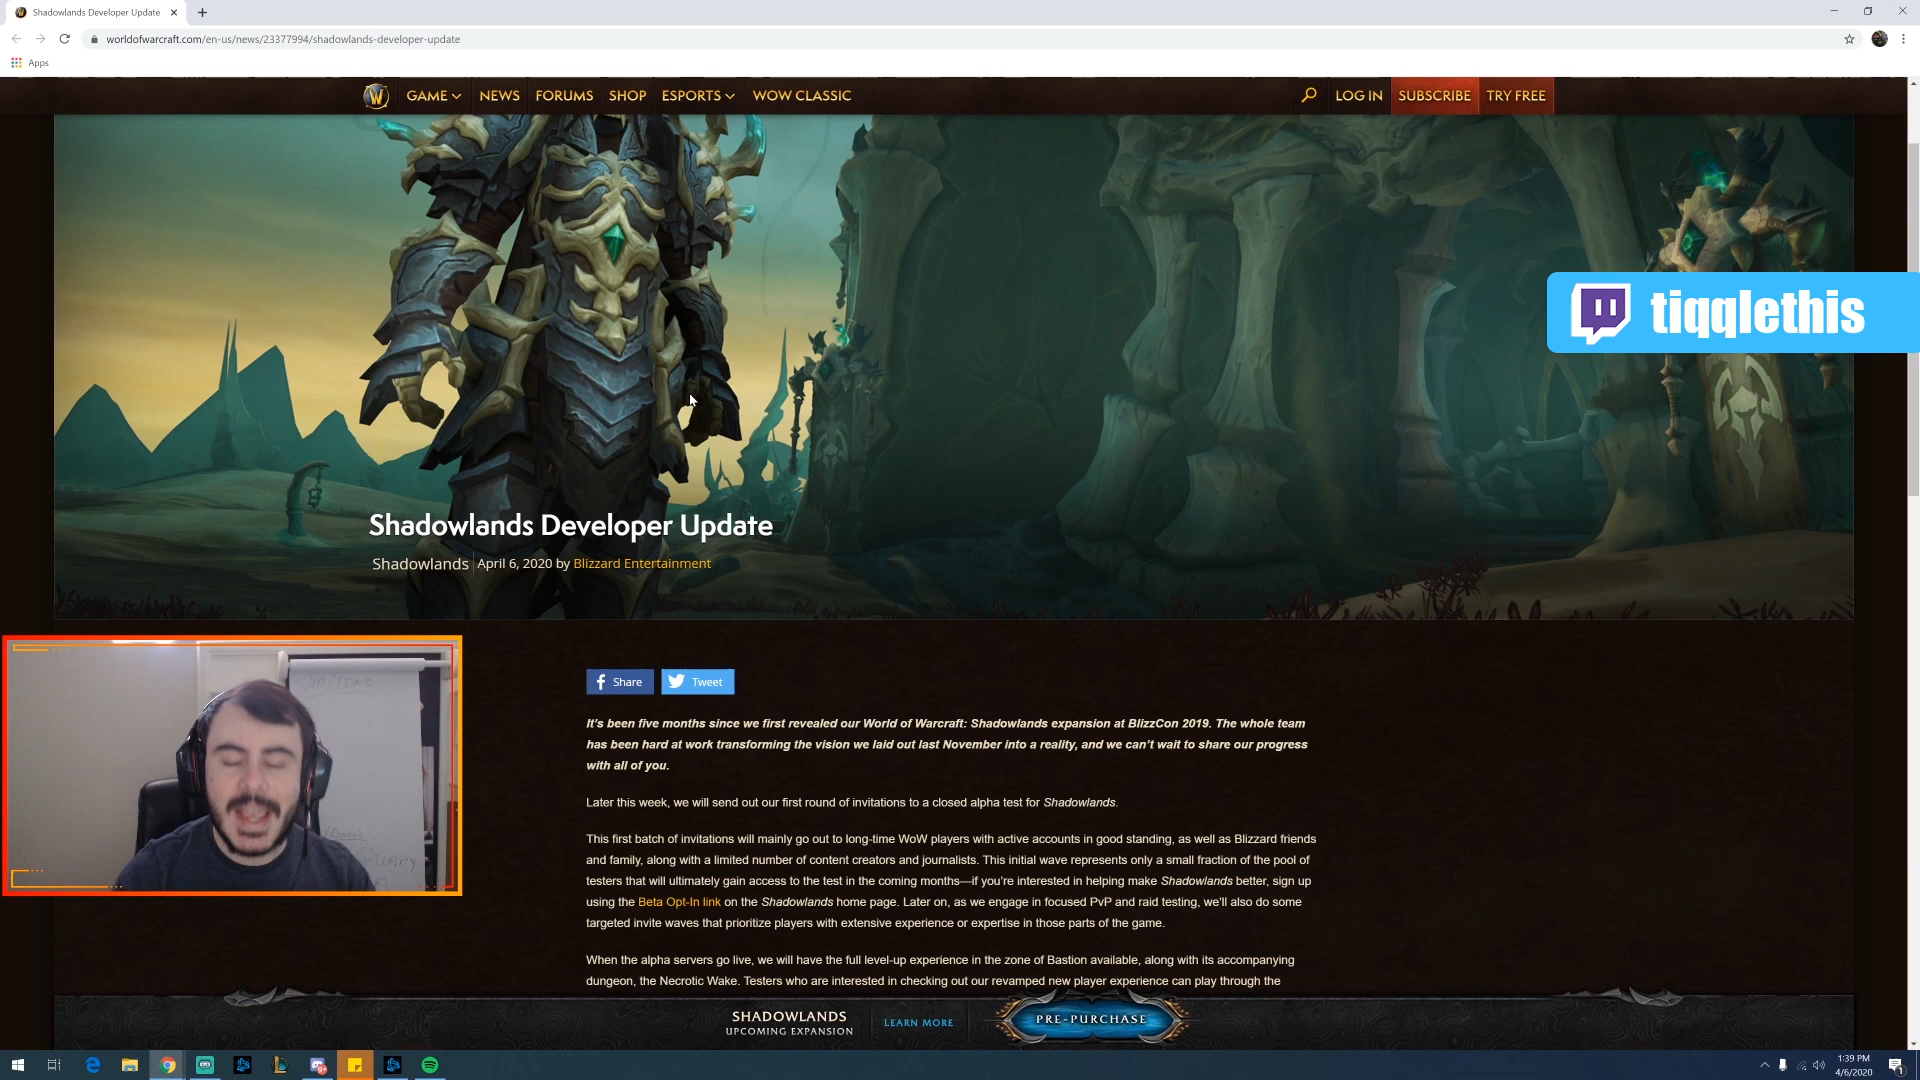 Shadowlands Developer Update
worldofwarcraft.com/en-us/news/23377994/shadowlands-developer-update
Apps
GAME NEWS FORUMS SHOP ESPORTS WOW CLASSIC LOG IN SUBSCRIBE TRY FREE
tiqqlethis
Shadowlands Developer Update
Shadowlands April 6, 2020 by Blizzard Entertainment
Share Tweet
It's been five months since we first revealed our World of Warcraft: Shadowlands expansion at BlizzCon 2019. The whole team
has been hard at work transforming the vision we laid out last November into a reality, and we can't wait to share our progress
with all of you.
Later this week, we will send out our first round of invitations to a closed alpha test for Shadowlands.
This first batch of invitations will mainly go out to long-time WoW players with active accounts in good standing, as well as Blizzard friends
and family, along with a limited number of content creators and journalists. This initial wave represents only a small fraction of the pool of
testers that will ultimately gain access to the test in the coming months—if you're interested in helping make Shadowlands better, sign up
using the Beta Opt-In link on the Shadowlands home page. Later on, as we engage in focused PvP and raid testing, we'll also do some
targeted invite waves that prioritize players with extensive experience or expertise in those parts of the game.
When the alpha servers go live, we will have the full level-up experience in the zone of Bastion available, along with its accompanying
dungeon, the Necrotic Wake. Testers who are interested in checking out our revamped new player experience can play through the
SHADOWLANDS
UPCOMING EXPANSION
LEARN MORE
PRE-PURCHASE
1:39 PM
4/6/2020